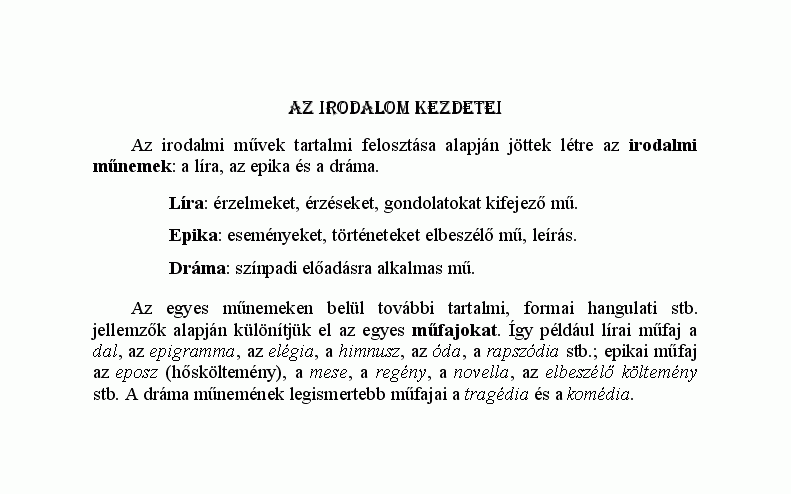 AZ IRODALOM KEZDETEI
Az irodalmi művek tartalmi felosztása alapján jöttek létre az irodalmi
műnemek: a líra, az epika és a dráma.
Líra: érzelmeket, érzéseket, gondolatokat kifejező mű.
Epika: eseményeket, történeteket elbeszélő mű, leírás.
Dráma: színpadi előadásra alkalmas mű.
Az egyes műnemeken belül további tartalmi, formai hangulati stb.
jellemzők alapján különítjük el az egyes műfajokat. Így például lírai műfaj a
dal, az epigramma, az elégia, a himnusz, az óda, a rapszódia stb.; epikai műfaj
az eposz (hősköltemény), a mese, a regény, a novella, az elbeszélő költemény
stb. A dráma műnemének legismertebb műfajai a tragédia és a komédia.